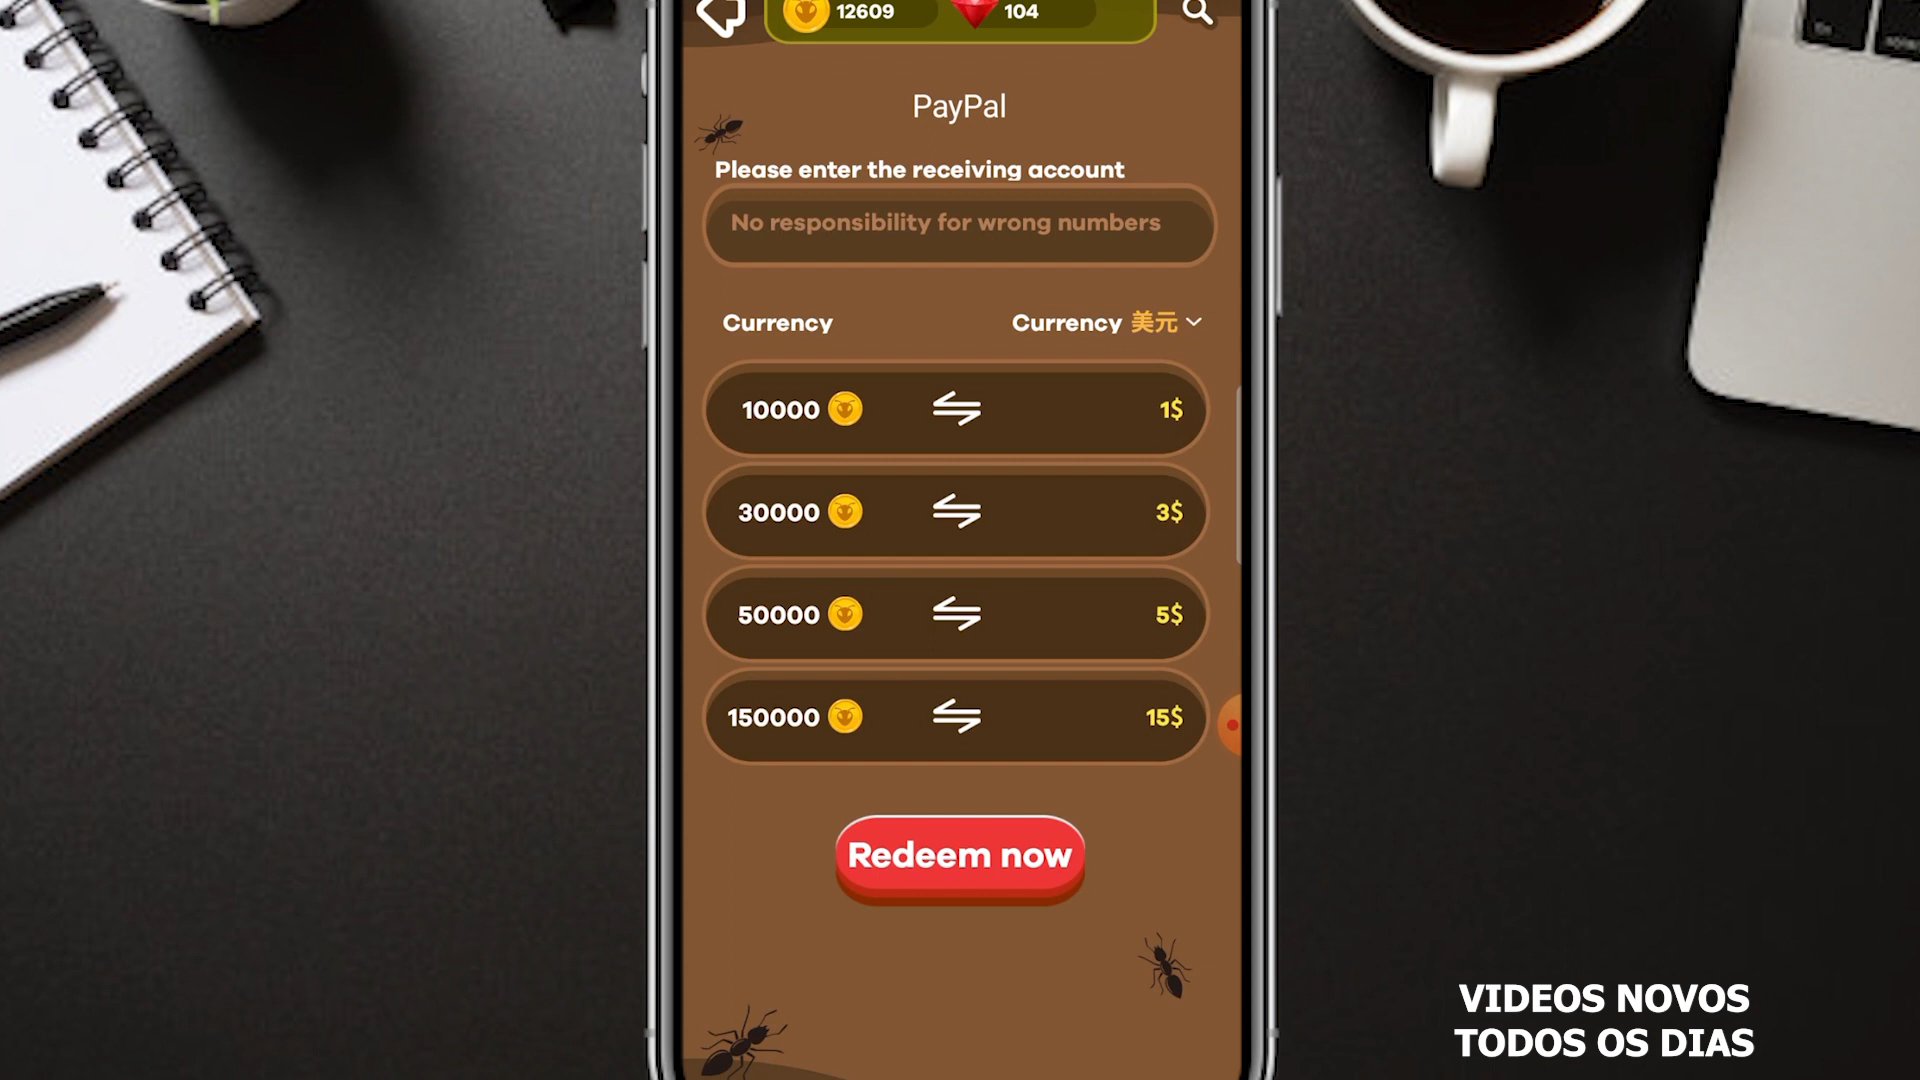 12609
104
PayPal
Please enter the receiving account
No responsibility for wrong numbers
Currency
Currency 美元
10000
1$
30000
3$
50000
5$
150000
15$
Redeem now
VIDEOS NOVOS
TODOS OS DIAS